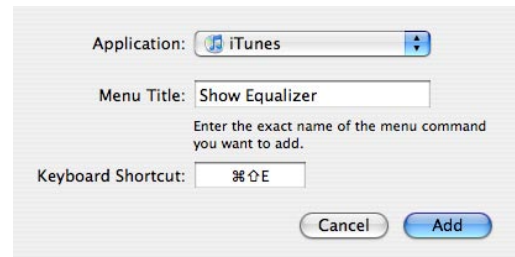 Application: iTunes
Menu Title: Show Equalizer
Enter the exact name of the menu command
you want to add.
Keyboard Shortcut: ⌘⇧E
Cancel Add